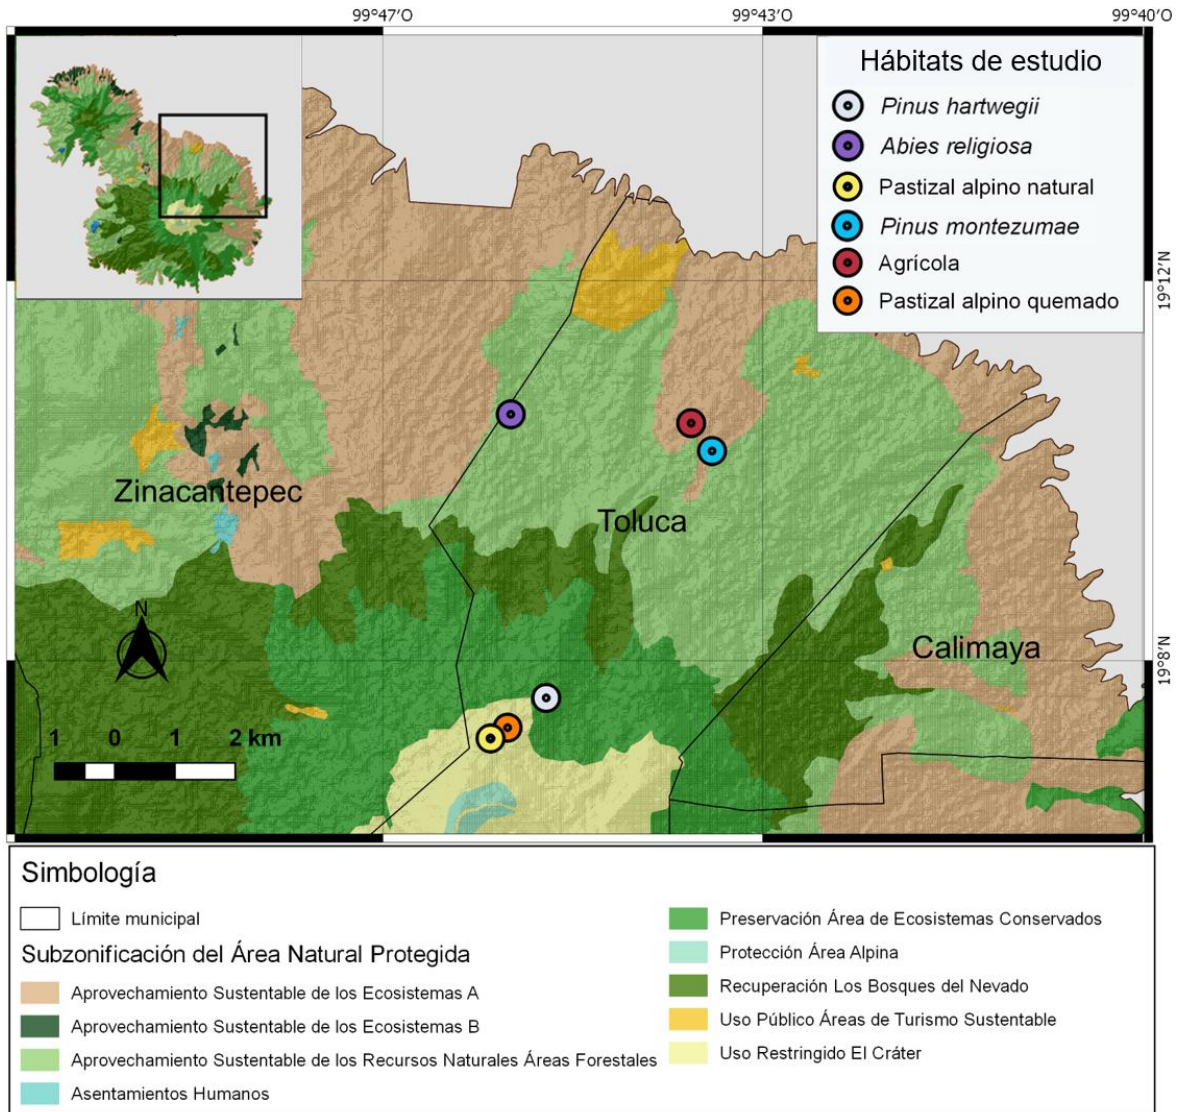 99°47'O
99°43'O
99°40'O
Hábitats de estudio
Pinus hartwegii
Abies religiosa
Pastizal alpino natural
Pinus montezumae
Agrícola
Pastizal alpino quemado
19°12'N
Zinacantepec
Toluca
Calimaya
19°8'N
N
1 0 1 2 km
Simbología
Límite municipal
Subzonificación del Área Natural Protegida
Aprovechamiento Sustentable de los Ecosistemas A
Aprovechamiento Sustentable de los Ecosistemas B
Aprovechamiento Sustentable de los Recursos Naturales Áreas Forestales
Asentamientos Humanos
Preservación Área de Ecosistemas Conservados
Protección Área Alpina
Recuperación Los Bosques del Nevado
Uso Público Áreas de Turismo Sustentable
Uso Restringido El Cráter